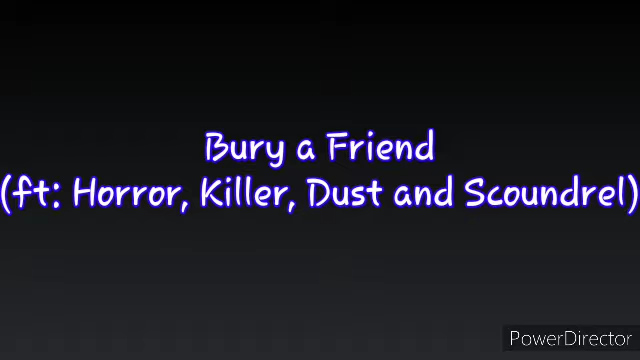 Bury a Friend
(ft: Horror, Killer, Dust and Scoundrel)
PowerDirector